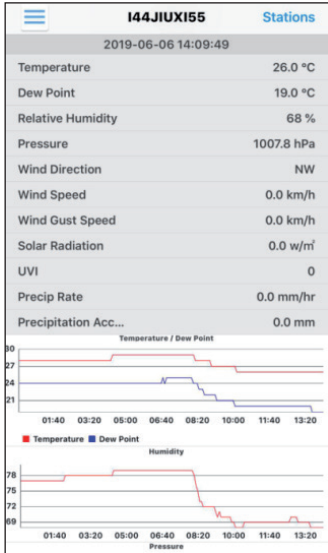 I44JIUXI55 Stations
2019-06-06 14:09:49
Temperature 26.0 °C
Dew Point 19.0 °C
Relative Humidity 68 %
Pressure 1007.8 hPa
Wind Direction NW
Wind Speed 0.0 km/h
Wind Gust Speed 0.0 km/h
Solar Radiation 0.0 w/㎡
UVI 0
Precip Rate 0.0 mm/hr
Precipitation Acc... 0.0 mm
Temperature / Dew Point
30
27
24
21
01:40 03:20 05:00 06:40 08:20 10:00 11:40 13:20
Temperature Dew Point
Humidity
78
75
72
69
01:40 03:20 05:00 06:40 08:20 10:00 11:40 13:20
Pressure